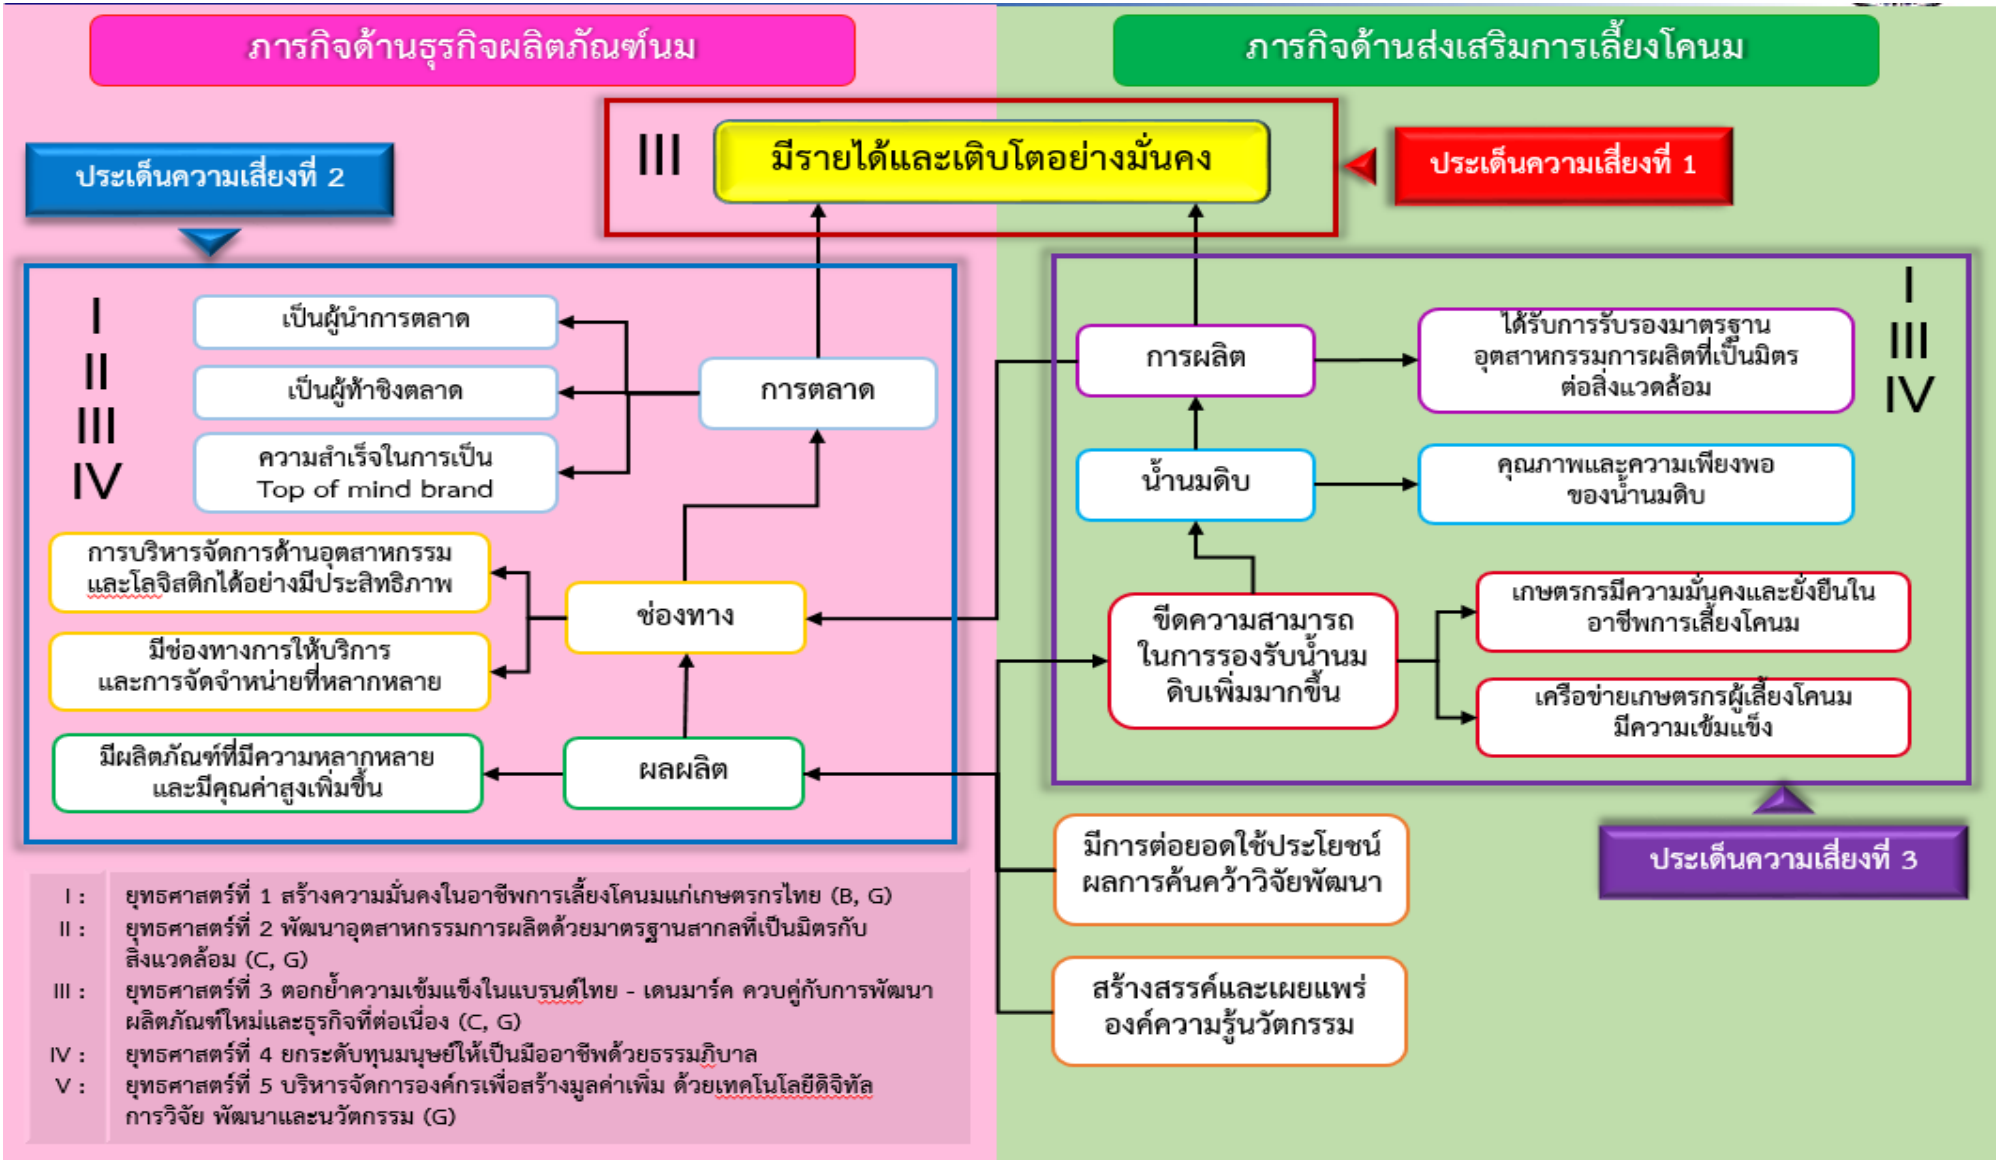 ภารกิจด้านธุรกิจผลิตภัณฑ์นม
ภารกิจด้านส่งเสริมการเลี้ยงโคนม
III
มีรายได้และเติบโตอย่างมั่นคง
ประเด็นความเสี่ยงที่ 1
ประเด็นความเสี่ยงที่ 2
I
II
III
IV
เป็นผู้นำการตลาด
เป็นผู้ท้าชิงตลาด
ความสำเร็จในการเป็น
Top of mind brand
การตลาด
การบริหารจัดการด้านอุตสาหกรรม
และโลจิสติกได้อย่างมีประสิทธิภาพ
มีช่องทางการให้บริการ
และการจัดจำหน่ายที่หลากหลาย
ช่องทาง
มีผลิตภัณฑ์ที่มีความหลากหลาย
และมีคุณค่าสูงเพิ่มขึ้น
ผลผลิต
การผลิต
ได้รับการรับรองมาตรฐาน
อุตสาหกรรมการผลิตที่เป็นมิตร
ต่อสิ่งแวดล้อม
I
III
IV
น้ำนมดิบ
คุณภาพและความเพียงพอ
ของน้ำนมดิบ
ขีดความสามารถ
ในการรองรับน้ำนม
ดิบเพิ่มมากขึ้น
เกษตรกรมีความมั่นคงและยั่งยืนใน
อาชีพการเลี้ยงโคนม
เครือข่ายเกษตรกรผู้เลี้ยงโคนม
มีความเข้มแข็ง
ประเด็นความเสี่ยงที่ 3
มีการต่อยอดใช้ประโยชน์
ผลการค้นคว้าวิจัยพัฒนา
สร้างสรรค์และเผยแพร่
องค์ความรู้นวัตกรรม
I : ยุทธศาสตร์ที่ 1 สร้างความมั่นคงในอาชีพการเลี้ยงโคนมแก่เกษตรกรไทย (B, G)
II : ยุทธศาสตร์ที่ 2 พัฒนาอุตสาหกรรมการผลิตด้วยมาตรฐานสากลที่เป็นมิตรกับ
สิ่งแวดล้อม (C, G)
III : ยุทธศาสตร์ที่ 3 ตอกย้ำความเข้มแข็งในแบรนด์ไทย - เดนมาร์ค ควบคู่กับการพัฒนา
ผลิตภัณฑ์ใหม่และธุรกิจที่ต่อเนื่อง (C, G)
IV : ยุทธศาสตร์ที่ 4 ยกระดับทุนมนุษย์ให้เป็นมืออาชีพด้วยธรรมภิบาล
V : ยุทธศาสตร์ที่ 5 บริหารจัดการองค์กรเพื่อสร้างมูลค่าเพิ่ม ด้วยเทคโนโลยีดิจิทัล
การวิจัย พัฒนาและนวัตกรรม (G)